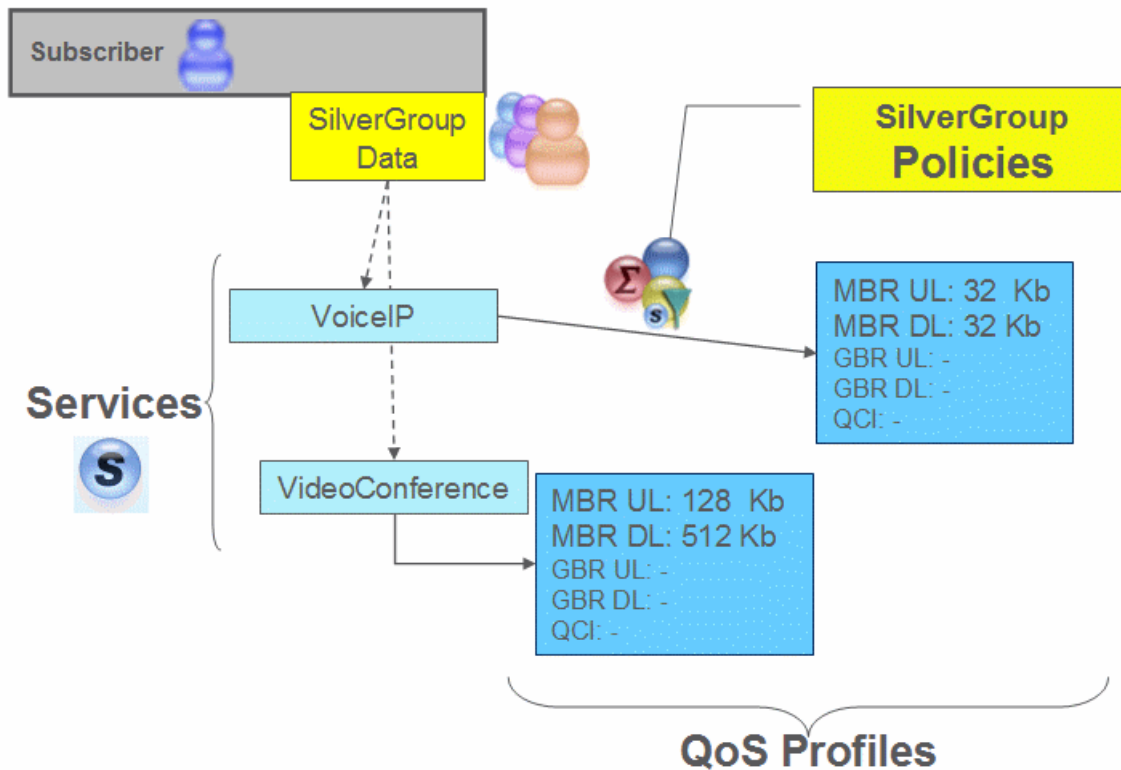 Subscriber
SilverGroup
Data
SilverGroup
Policies
Σ
s
VoiceIP
MBR UL: 32 Kb
MBR DL: 32 Kb
GBR UL: -
GBR DL: -
QCI: -
Services
S
VideoConference
MBR UL: 128 Kb
MBR DL: 512 Kb
GBR UL: -
GBR DL: -
QCI: -
QoS Profiles